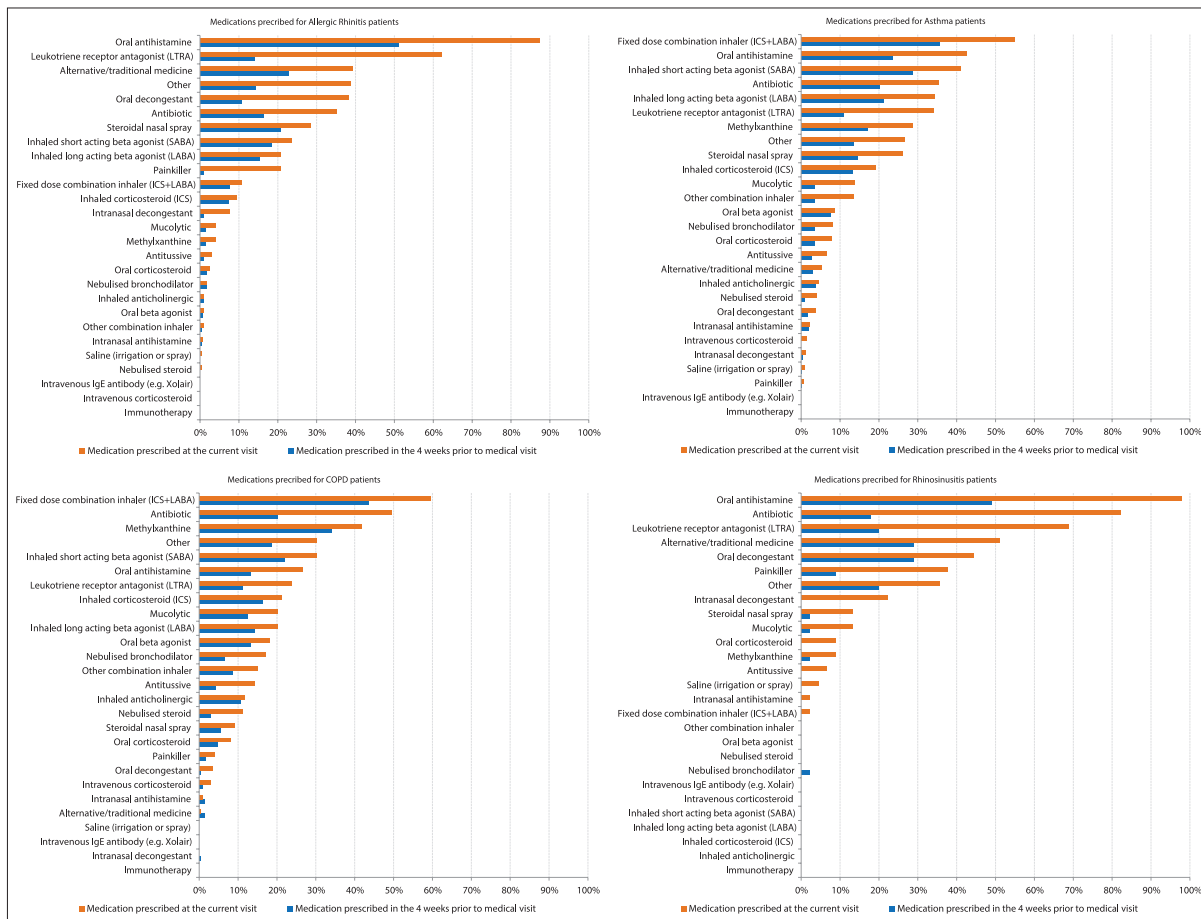 Medications precribed for Allergic Rhinitis patients
Oral antihistamine
Leukotriene receptor antagonist (LTRA)
Alternative/traditional medicine
Other
Oral decongestant
Antibiotic
Steroidal nasal spray
Inhaled short acting beta agonist (SABA)
Inhaled long acting beta agonist (LABA)
Painkiller
Fixed dose combination inhaler (ICS+LABA)
Inhaled corticosteroid (ICS)
Intranasal decongestant
Mucolytic
Methylxanthine
Antitussive
Oral corticosteroid
Nebulised bronchodilator
Inhaled anticholinergic
Oral beta agonist
Other combination inhaler
Intranasal antihistamine
Saline (irrigation or spray)
Nebulised steroid
Intravenous IgE antibody (e.g. Xolair)
Intravenous corticosteroid
Immunotherapy
0% 10% 20% 30% 40% 50% 60% 70% 80% 90% 100%
Medication prescribed at the current visit Medication prescribed in the 4 weeks prior to medical visit
Medications precribed for Asthma patients
Fixed dose combination inhaler (ICS+LABA)
Oral antihistamine
Inhaled short acting beta agonist (SABA)
Antibiotic
Inhaled long acting beta agonist (LABA)
Leukotriene receptor antagonist (LTRA)
Methylxanthine
Other
Steroidal nasal spray
Inhaled corticosteroid (ICS)
Mucolytic
Other combination inhaler
Oral beta agonist
Nebulised bronchodilator
Oral corticosteroid
Antitussive
Alternative/traditional medicine
Inhaled anticholinergic
Nebulised steroid
Oral decongestant
Intranasal antihistamine
Intravenous corticosteroid
Intranasal decongestant
Saline (irrigation or spray)
Painkiller
Intravenous IgE antibody (e.g. Xolair)
Immunotherapy
0% 10% 20% 30% 40% 50% 60% 70% 80% 90% 100%
Medication prescribed at the current visit Medication prescribed in the 4 weeks prior to medical visit
Medications precribed for COPD patients
Fixed dose combination inhaler (ICS+LABA)
Antibiotic
Methylxanthine
Other
Inhaled short acting beta agonist (SABA)
Oral antihistamine
Leukotriene receptor antagonist (LTRA)
Inhaled corticosteroid (ICS)
Mucolytic
Inhaled long acting beta agonist (LABA)
Oral beta agonist
Nebulised bronchodilator
Other combination inhaler
Antitussive
Inhaled anticholinergic
Nebulised steroid
Steroidal nasal spray
Oral corticosteroid
Painkiller
Oral decongestant
Intravenous corticosteroid
Intranasal antihistamine
Alternative/traditional medicine
Saline (irrigation or spray)
Intravenous IgE antibody (e.g. Xolair)
Intranasal decongestant
Immunotherapy
0% 10% 20% 30% 40% 50% 60% 70% 80% 90% 100%
Medication prescribed at the current visit Medication prescribed in the 4 weeks prior to medical visit
Medications precribed for Rhinosinusitis patients
Oral antihistamine
Antibiotic
Leukotriene receptor antagonist (LTRA)
Alternative/traditional medicine
Oral decongestant
Painkiller
Other
Intranasal decongestant
Steroidal nasal spray
Mucolytic
Oral corticosteroid
Methylxanthine
Antitussive
Saline (irrigation or spray)
Intranasal antihistamine
Fixed dose combination inhaler (ICS+LABA)
Other combination inhaler
Oral beta agonist
Nebulised steroid
Nebulised bronchodilator
Intravenous IgE antibody (e.g. Xolair)
Intravenous corticosteroid
Inhaled short acting beta agonist (SABA)
Inhaled long acting beta agonist (LABA)
Inhaled corticosteroid (ICS)
Inhaled anticholinergic
Immunotherapy
0% 10% 20% 30% 40% 50% 60% 70% 80% 90% 100%
Medication prescribed at the current visit Medication prescribed in the 4 weeks prior to medical visit